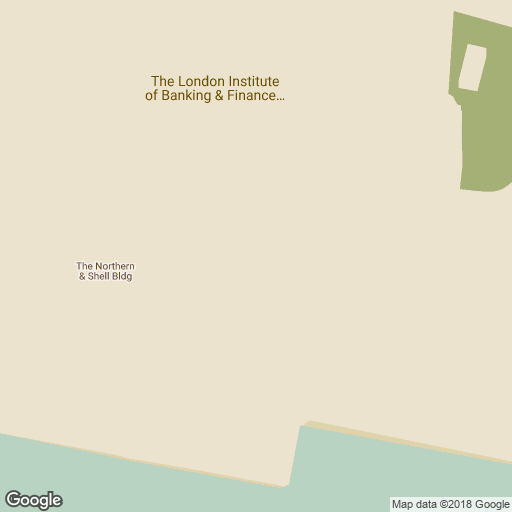 The London Institute
of Banking & Finance...
The Northern
& Shell Bldg
Google
Map data ©2018 Google